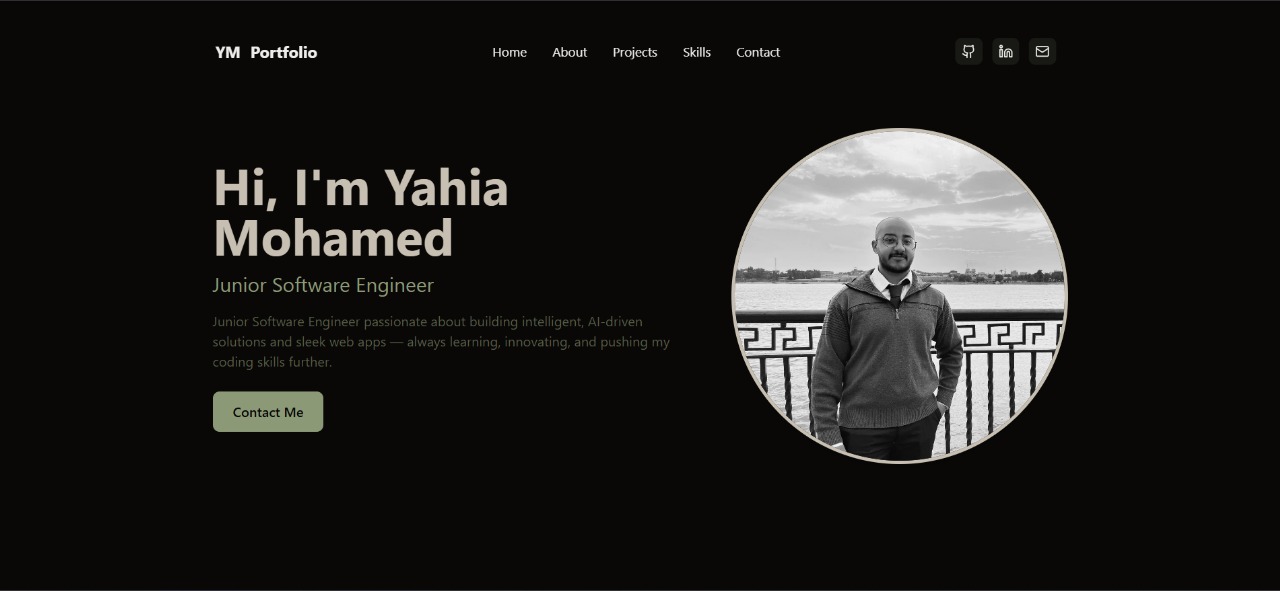 YM Portfolio
Home About Projects Skills Contact
Hi, I'm Yahia
Mohamed
Junior Software Engineer
Junior Software Engineer passionate about building intelligent, AI-driven
solutions and sleek web apps — always learning, innovating, and pushing my
coding skills further.
Contact Me